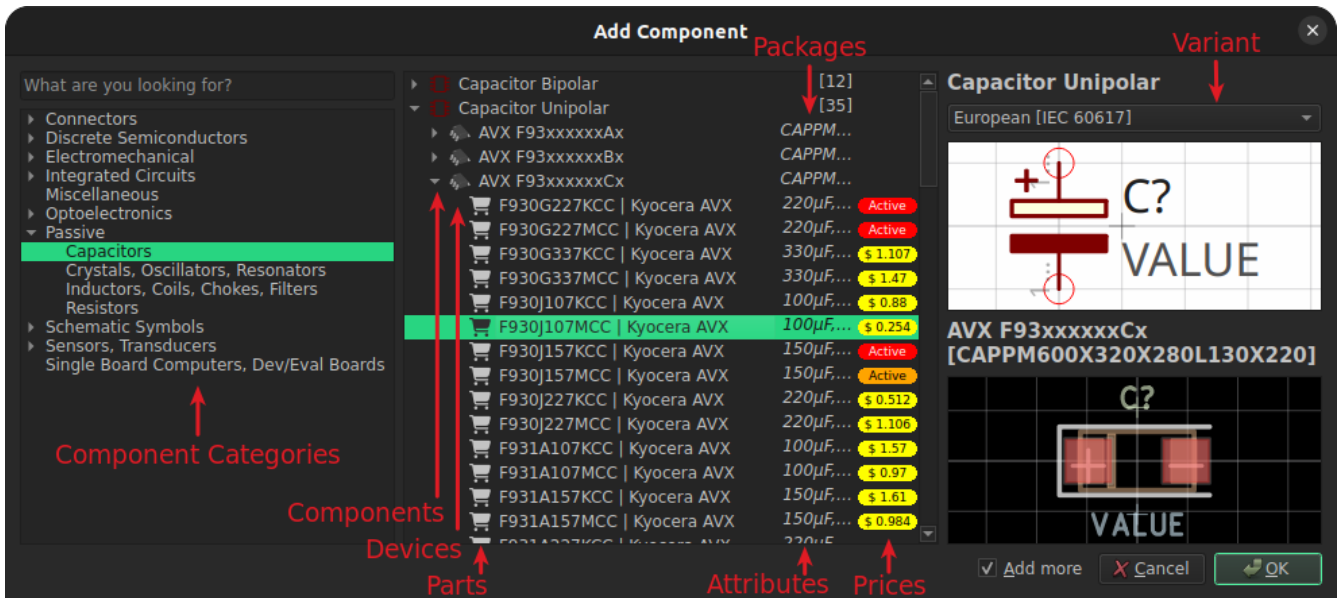 Add Component
Packages
Variant
What are you looking for?
Connectors
Discrete Semiconductors
Electromechanical
Integrated Circuits
Miscellaneous
Optoelectronics
Passive
Capacitors
Crystals, Oscillators, Resonators
Inductors, Coils, Chokes, Filters
Resistors
Schematic Symbols
Sensors, Transducers
Single Board Computers, Dev/Eval Boards
Component Categories
Capacitor Bipolar [12]
Capacitor Unipolar [35]
AVX F93xxxxxxAx CAPPM...
AVX F93xxxxxxBx CAPPM...
AVX F93xxxxxxCx CAPPM...
F930G227KCC | Kyocera AVX 220µF,... Active
F930G227MCC | Kyocera AVX 220µF,... Active
F930G337KCC | Kyocera AVX 330µF,... $ 1.107
F930G337MCC | Kyocera AVX 330µF,... $ 1.47
F930J107KCC | Kyocera AVX 100µF,... $ 0.88
F930J107MCC | Kyocera AVX 100µF,... $ 0.254
F930J157KCC | Kyocera AVX 150µF,... Active
F930J157MCC | Kyocera AVX 150µF,... Active
F930J227KCC | Kyocera AVX 220µF,... $ 0.512
F930J227MCC | Kyocera AVX 220µF,... $ 1.106
F931A107KCC | Kyocera AVX 100µF,... $ 1.57
F931A107MCC | Kyocera AVX 100µF,... $ 0.97
F931A157KCC | Kyocera AVX 150µF,... $ 1.61
F931A157MCC | Kyocera AVX 150µF,... $ 0.984
Components
Devices
Parts
Attributes
Prices
Capacitor Unipolar
European [IEC 60617]
C?
VALUE
AVX F93xxxxxxCx
[CAPPM600X320X280L130X220]
C?
VALUE
Add more
Cancel
OK